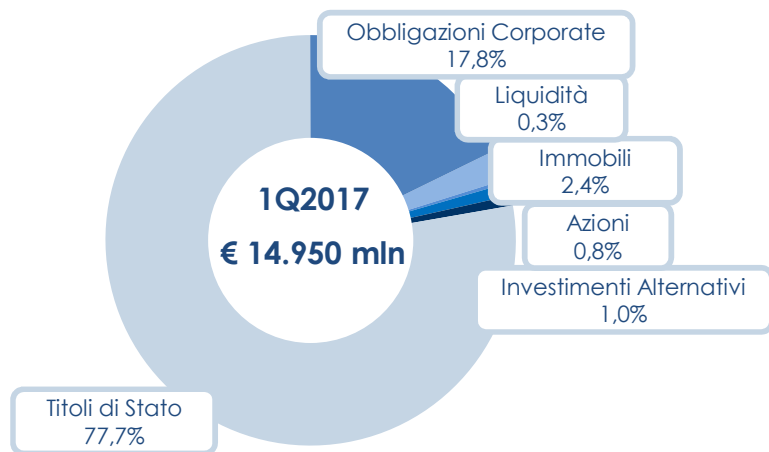 Obbligazioni Corporate
17,8%
Liquidità
0,3%
Immobili
2,4%
1Q2017
€ 14.950 mln
Azioni
0,8%
Investimenti Alternativi
1,0%
Titoli di Stato
77,7%